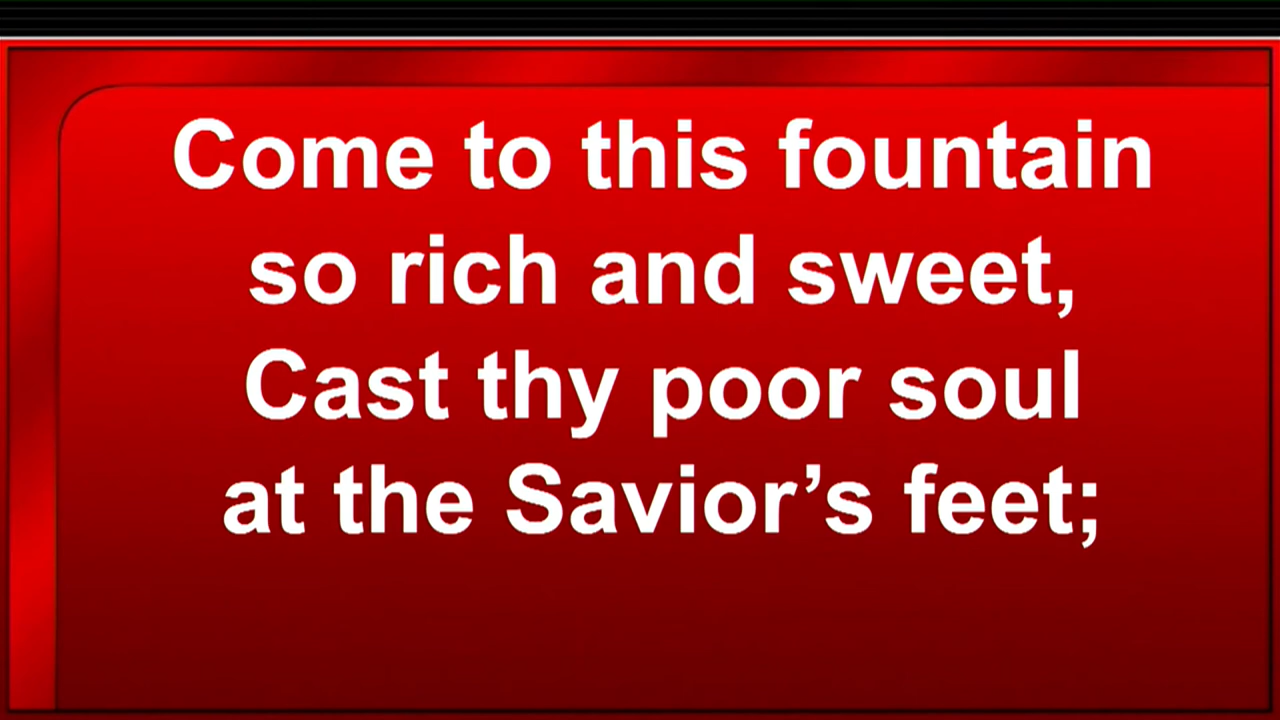 Come to this fountain
so rich and sweet,
Cast thy poor soul
at the Savior’s feet;